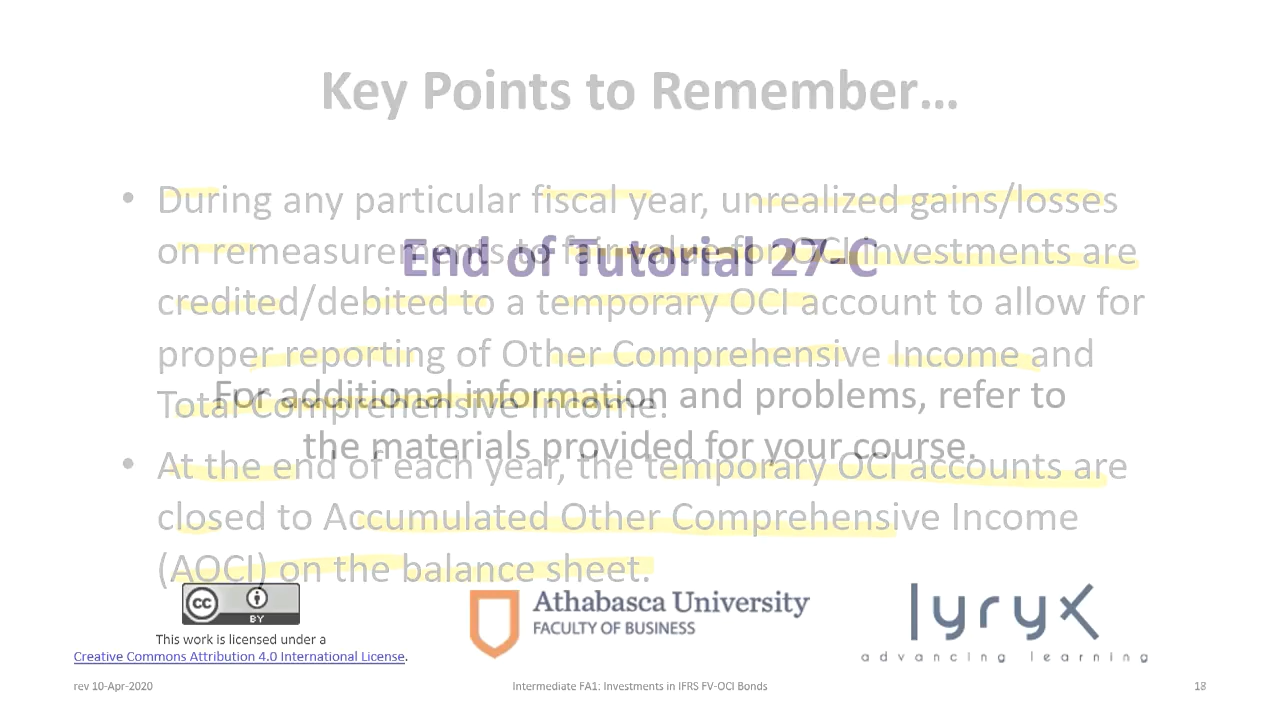 Key Points to Remember...
• During any particular fiscal year, unrealized gains/losses
on remeasurements to fair value for OCI investments are
End of Tutorial 27-C
credited/debited to a temporary OCI account to allow for
proper reporting of Other Comprehensive Income and
Total Comprehensive Income.
For additional information and problems, refer to
the materials provided for your course.
• At the end of each year, the temporary OCI accounts are
closed to Accumulated Other Comprehensive Income
(AOCI) on the balance sheet.
cc BY
This work is licensed under a
Creative Commons Attribution 4.0 International License.
Athabasca University
FACULTY OF BUSINESS
lyryx
advancing learning
rev 10-Apr-2020
Intermediate FA1: Investments in IFRS FV-OCI Bonds
18